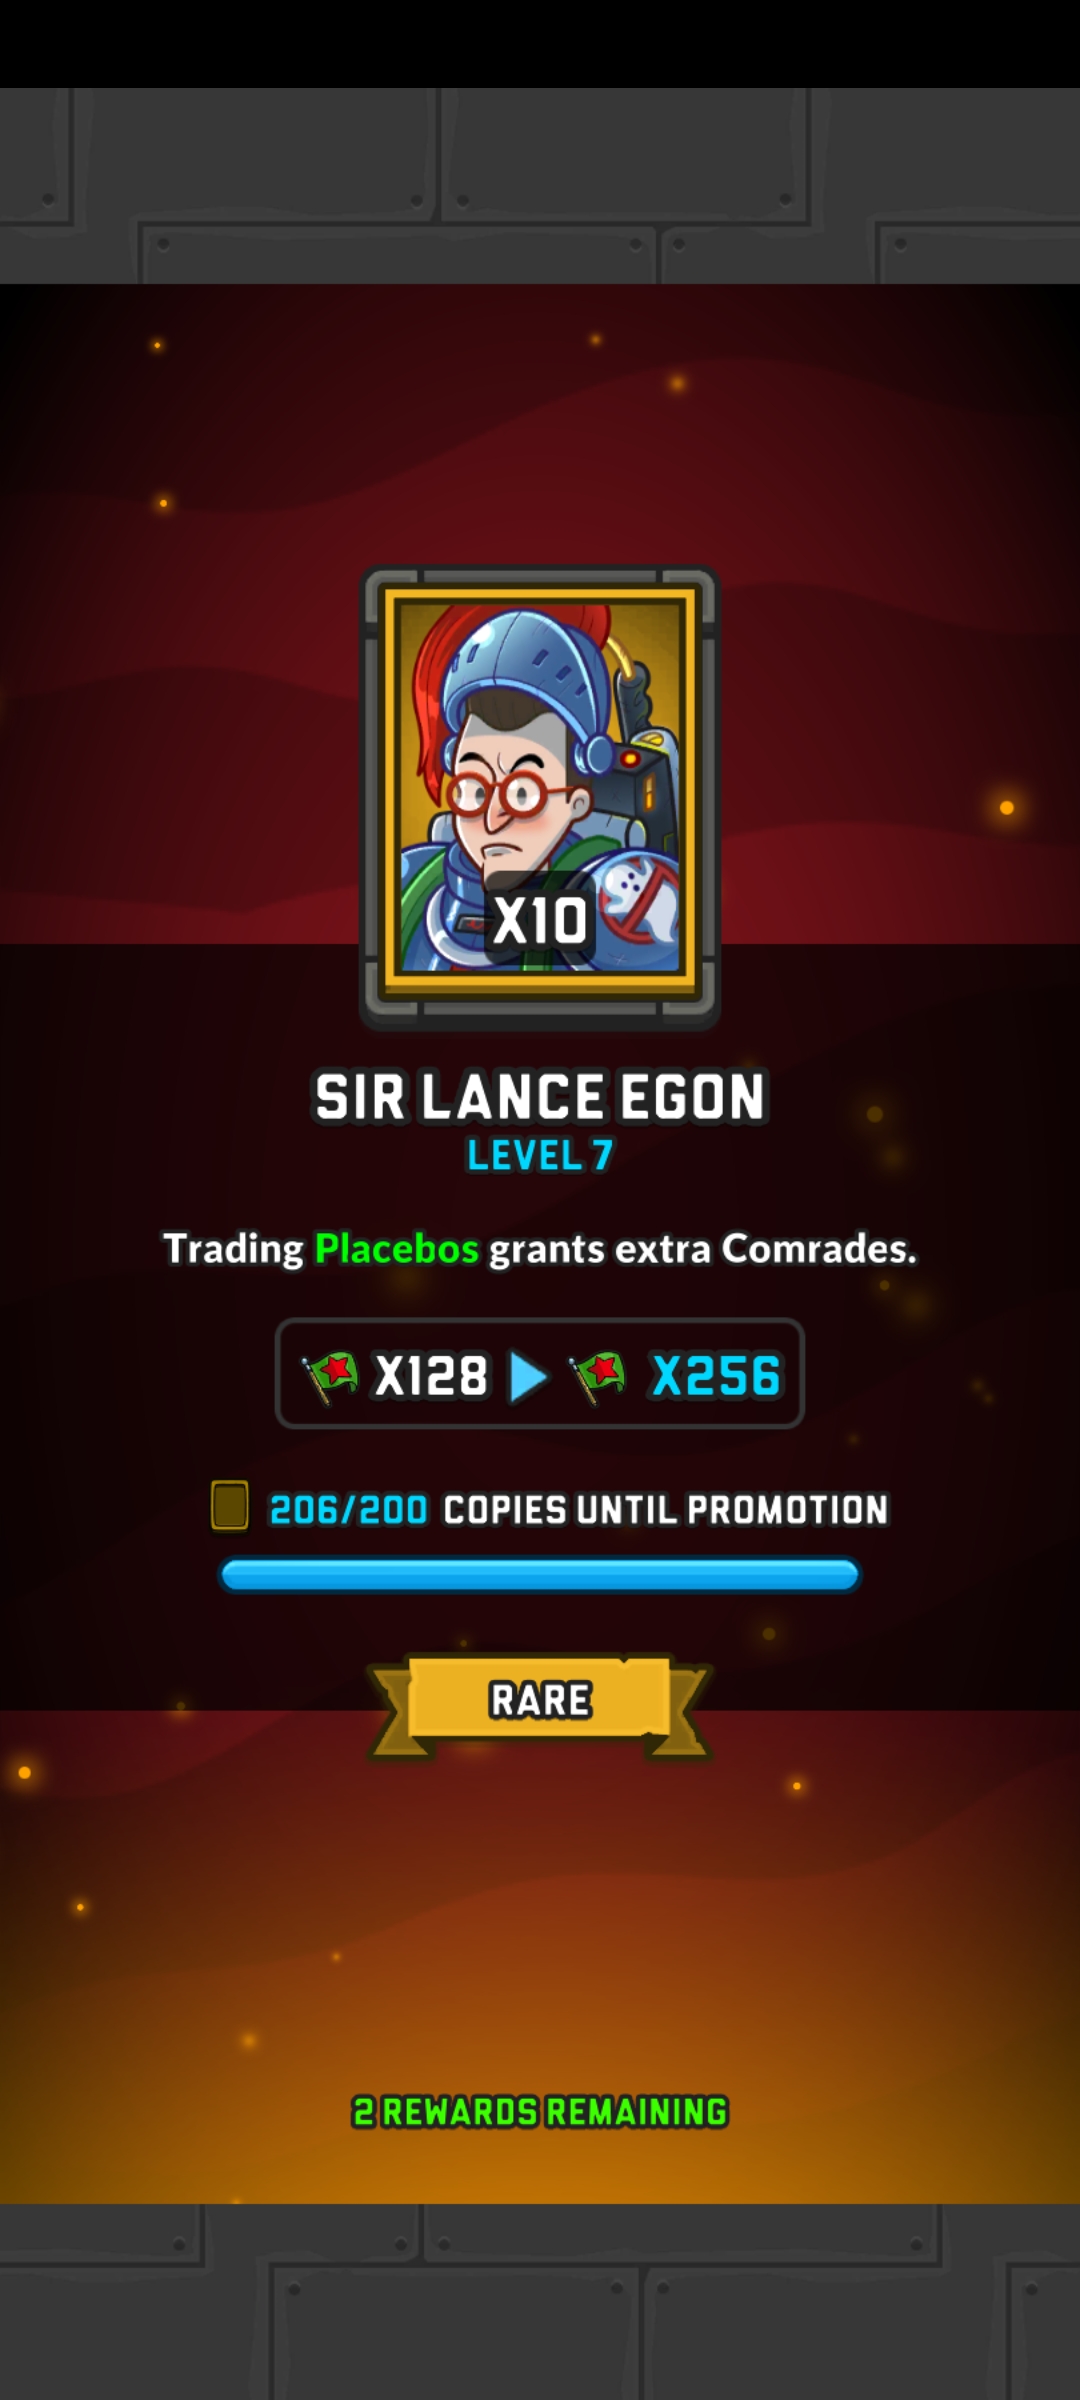 X10
SIR LANCE EGON
LEVEL 7
Trading Placebos grants extra Comrades.
X128 X256
206/200 COPIES UNTIL PROMOTION
RARE
2 REWARDS REMAINING